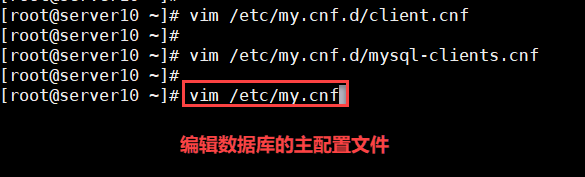 [root@server10 ~]# vim /etc/my.cnf.d/client.cnf
[root@server10 ~]#
[root@server10 ~]# vim /etc/my.cnf.d/mysql-clients.cnf
[root@server10 ~]#
[root@server10 ~]# vim /etc/my.cnf
编辑数据库的主配置文件